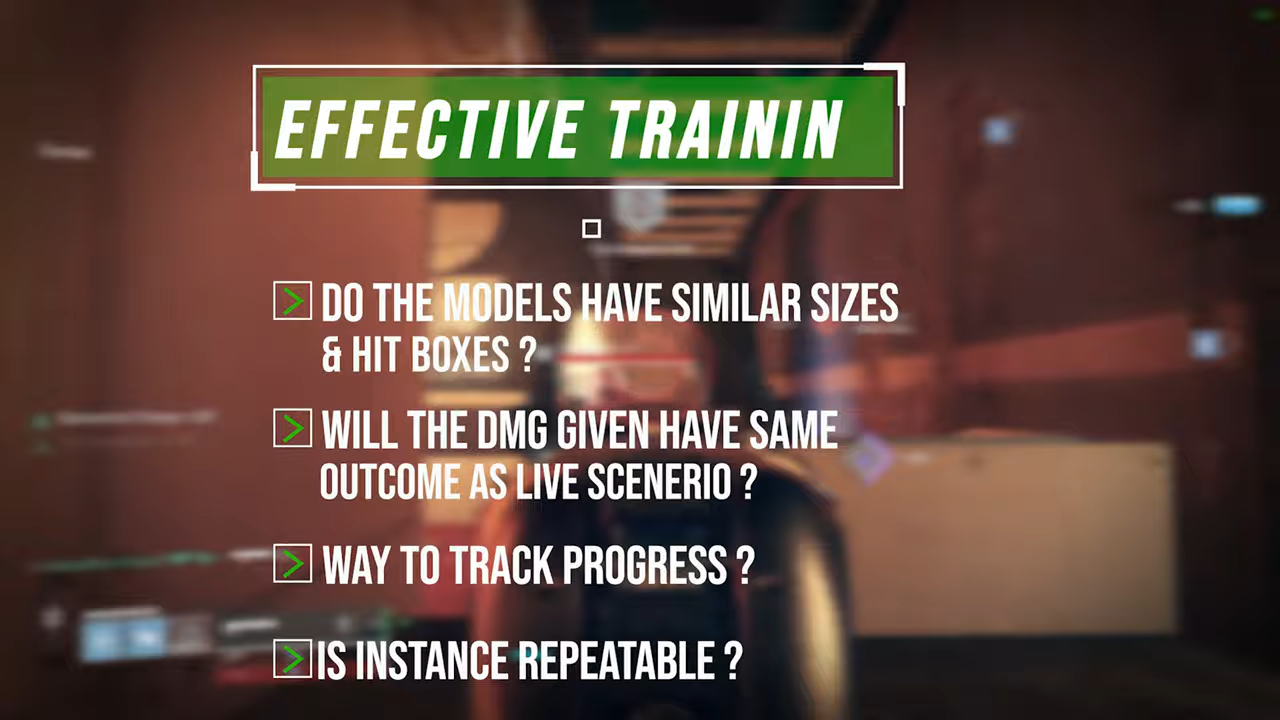 EFFECTIVE TRAININ
DO THE MODELS HAVE SIMILAR SIZES
& HIT BOXES ?
WILL THE DMG GIVEN HAVE SAME
OUTCOME AS LIVE SCENERIO ?
WAY TO TRACK PROGRESS ?
IS INSTANCE REPEATABLE ?